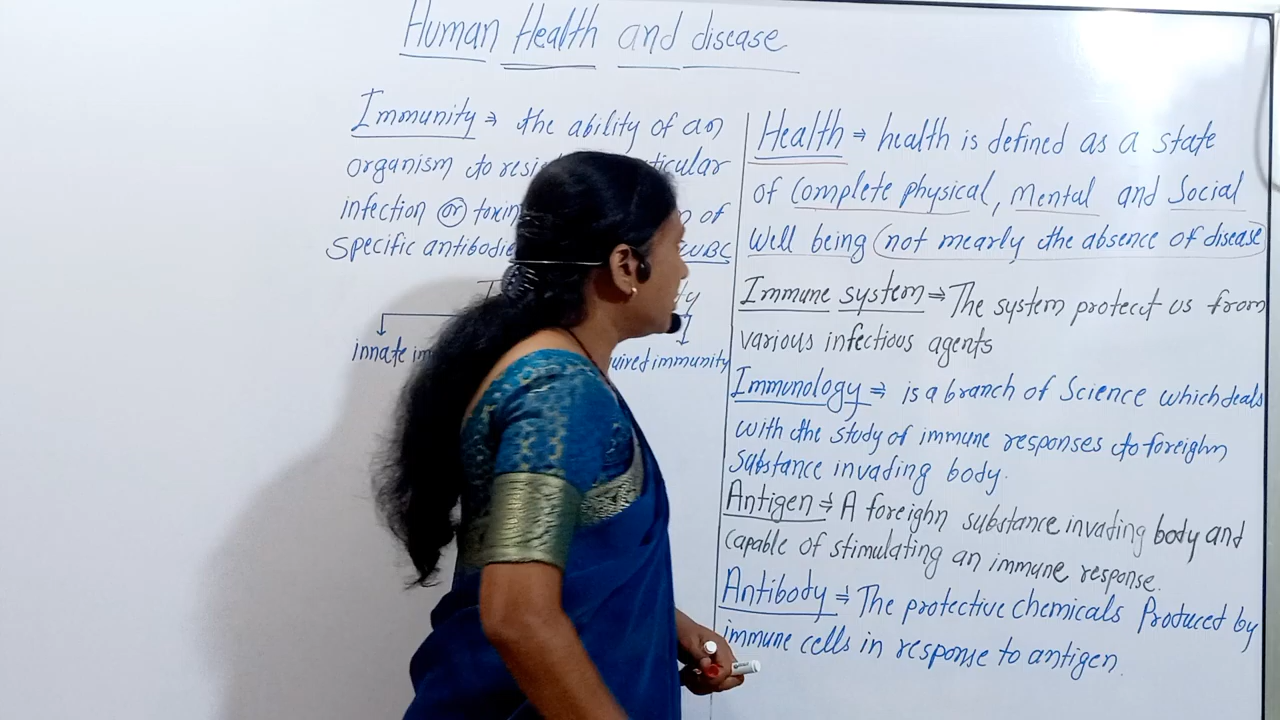 Human Health and disease
Immunity ⇒ the ability of an
organism to
infection or toxin of
Specific antibodie WBC
innate
immunity
Health ⇒ health is defined as a state
of Complete physical, Mental and Social
Well being (not mearly the absence of disease)
Immune system ⇒ The system protect us from
various infectious agents
Immunology ⇒ is a branch of Science which deals
with the study of immune responses to foreighn
substance invading body.
Antigen ⇒ A foreighn substance invading body and
capable of stimulating an immune response.
Antibody ⇒ The protective chemicals Produced by
immune cells in response to antigen.